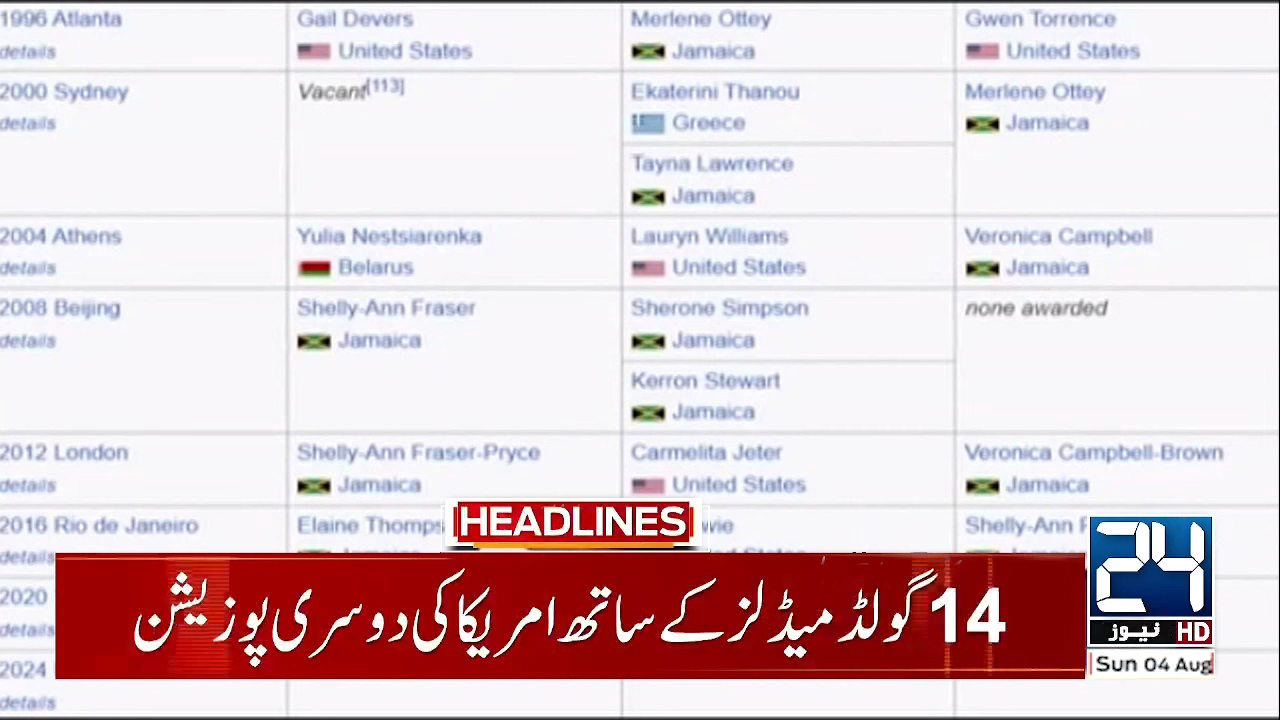 1996 Atlanta
details
Gail Devers
United States
Merlene Ottey
Jamaica
Gwen Torrence
United States
2000 Sydney
details
Vacant[113]
Ekaterini Thanou
Greece
Tayna Lawrence
Jamaica
Merlene Ottey
Jamaica
2004 Athens
details
Yulia Nestsiarenka
Belarus
Lauryn Williams
United States
Veronica Campbell
Jamaica
2008 Beijing
details
Shelly-Ann Fraser
Jamaica
Sherone Simpson
Jamaica
Kerron Stewart
Jamaica
none awarded
2012 London
details
Shelly-Ann Fraser-Pryce
Jamaica
Carmelita Jeter
United States
Veronica Campbell-Brown
Jamaica
2016 Rio de Janeiro
details
Elaine
Shelly-Ann
2020
details
2024
details
HEADLINES
14 گولڈ میڈلز کے ساتھ امریکا کی دوسری پوزیشن
24
نیوز HD
Sun 04 Aug